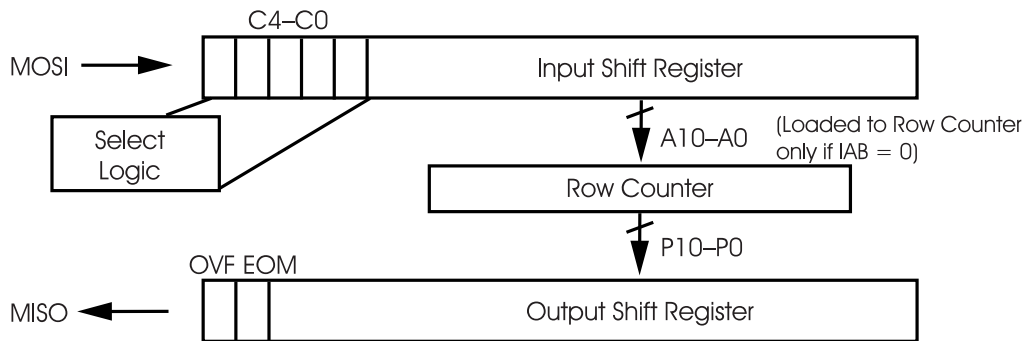 C4–C0
MOSI
Input Shift Register
Select
Logic
A10–A0
(Loaded to Row Counter
only if IAB = 0)
Row Counter
P10–P0
OVF EOM
MISO
Output Shift Register